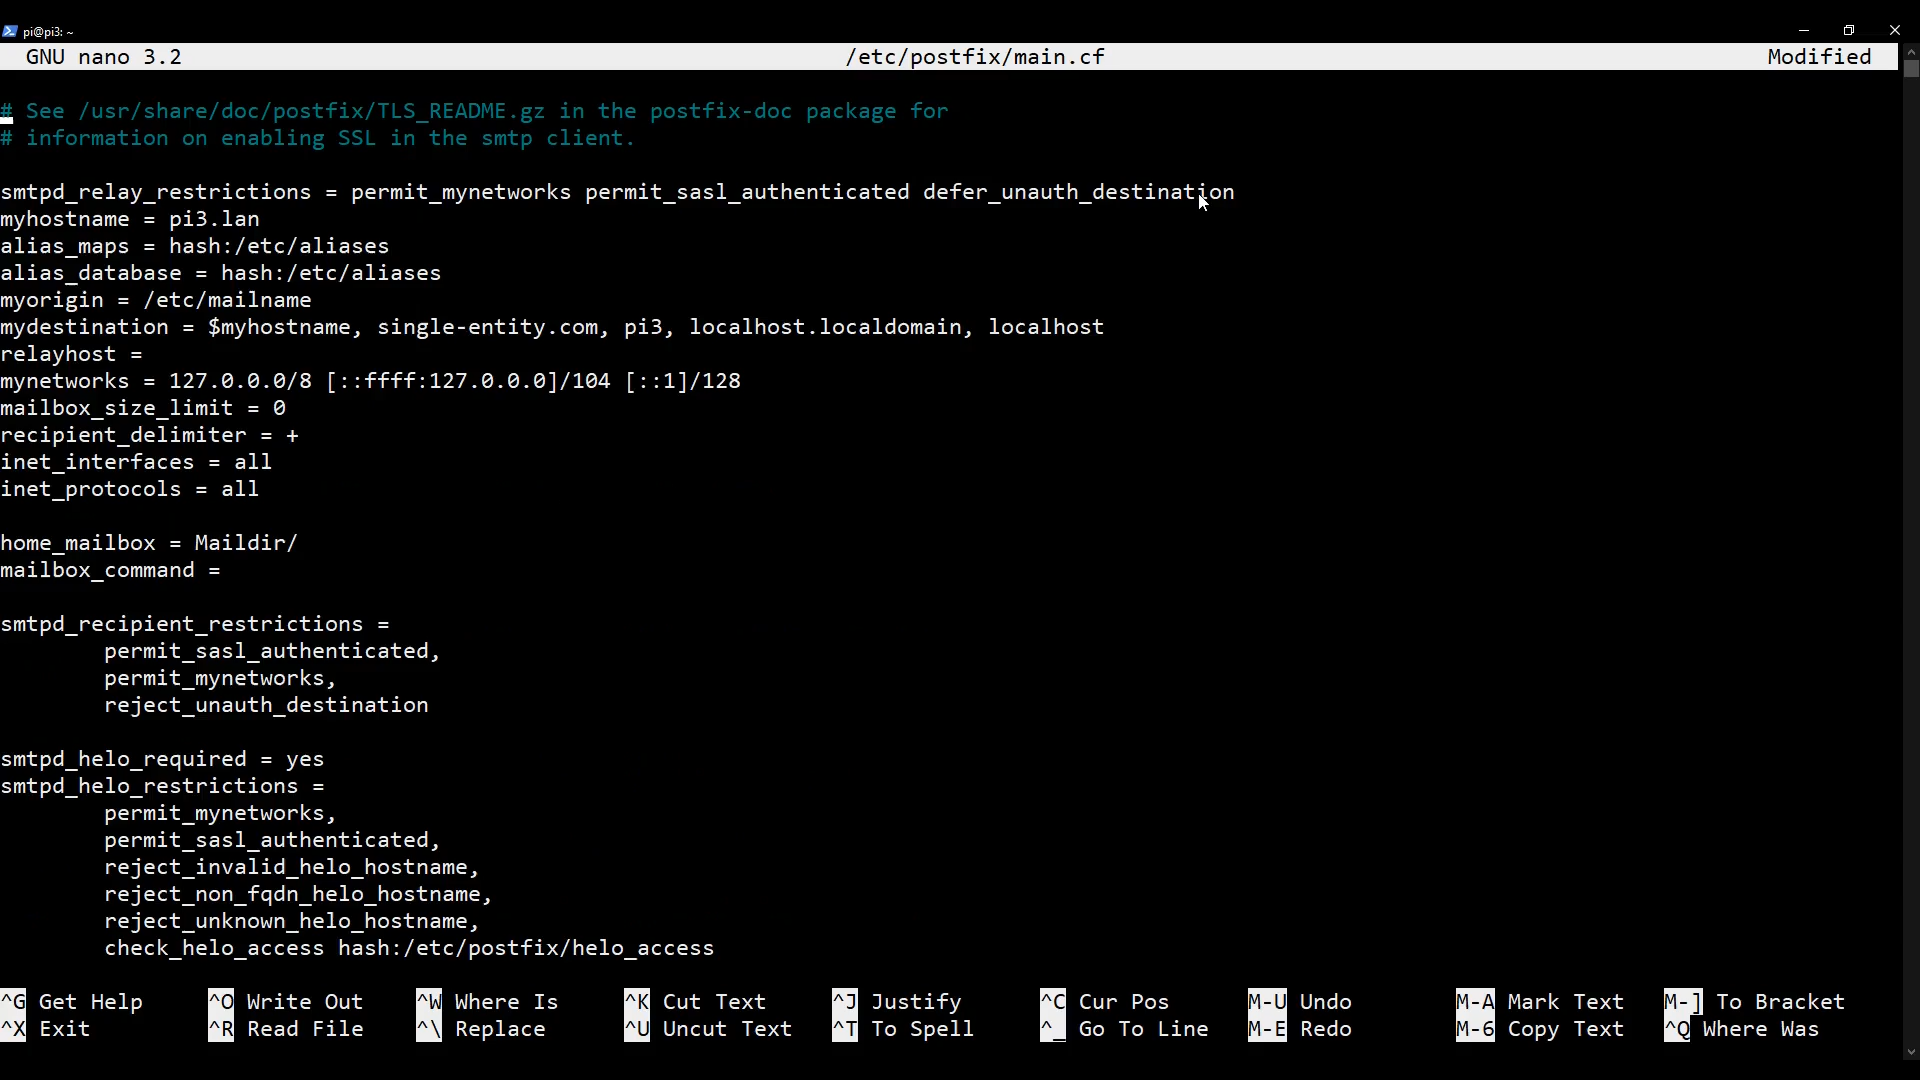 pi@pi3: ~
GNU nano 3.2 /etc/postfix/main.cf Modified
# See /usr/share/doc/postfix/TLS_README.gz in the postfix-doc package for
# information on enabling SSL in the smtp client.
smtpd_relay_restrictions = permit_mynetworks permit_sasl_authenticated defer_unauth_destination
myhostname = pi3.lan
alias_maps = hash:/etc/aliases
alias_database = hash:/etc/aliases
myorigin = /etc/mailname
mydestination = $myhostname, single-entity.com, pi3, localhost.localdomain, localhost
relayhost =
mynetworks = 127.0.0.0/8 [::ffff:127.0.0.0]/104 [::1]/128
mailbox_size_limit = 0
recipient_delimiter = +
inet_interfaces = all
inet_protocols = all
home_mailbox = Maildir/
mailbox_command =
smtpd_recipient_restrictions =
permit_sasl_authenticated,
permit_mynetworks,
reject_unauth_destination
smtpd_helo_required = yes
smtpd_helo_restrictions =
permit_mynetworks,
permit_sasl_authenticated,
reject_invalid_helo_hostname,
reject_non_fqdn_helo_hostname,
reject_unknown_helo_hostname,
check_helo_access hash:/etc/postfix/helo_access
^G Get Help ^O Write Out ^W Where Is ^K Cut Text ^J Justify ^C Cur Pos M-U Undo M-A Mark Text M-] To Bracket
^X Exit ^R Read File ^\ Replace ^U Uncut Text ^T To Spell ^_ Go To Line M-E Redo M-6 Copy Text ^Q Where Was